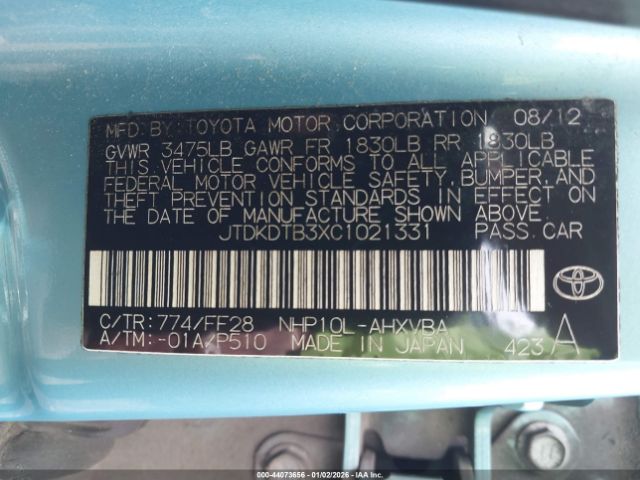 MFD. BY: TOYOTA MOTOR CORPORATION 08/12
GVWR 3475LB GAWR FR 1830LB RR 1830LB
THIS VEHICLE CONFORMS TO ALL APPLICABLE
FEDERAL MOTOR VEHICLE SAFETY, BUMPER, AND
THEFT PREVENTION STANDARDS IN EFFECT ON
THE DATE OF MANUFACTURE SHOWN ABOVE.
JTDKDTB3XC1021331 PASS. CAR
C/TR: 774/FF28 NHP10L-AHXVBA A
A/TM: -01A/P510 MADE IN JAPAN 423
000-44073656 | 01/02/2026 | IAA, LLC